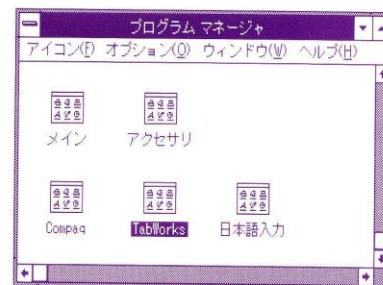 プログラム マネージャ
アイコン(F) オプション(O) ウィンドウ(W) ヘルプ(H)
メイン アクセサリ
Compaq TabWorks 日本語入力